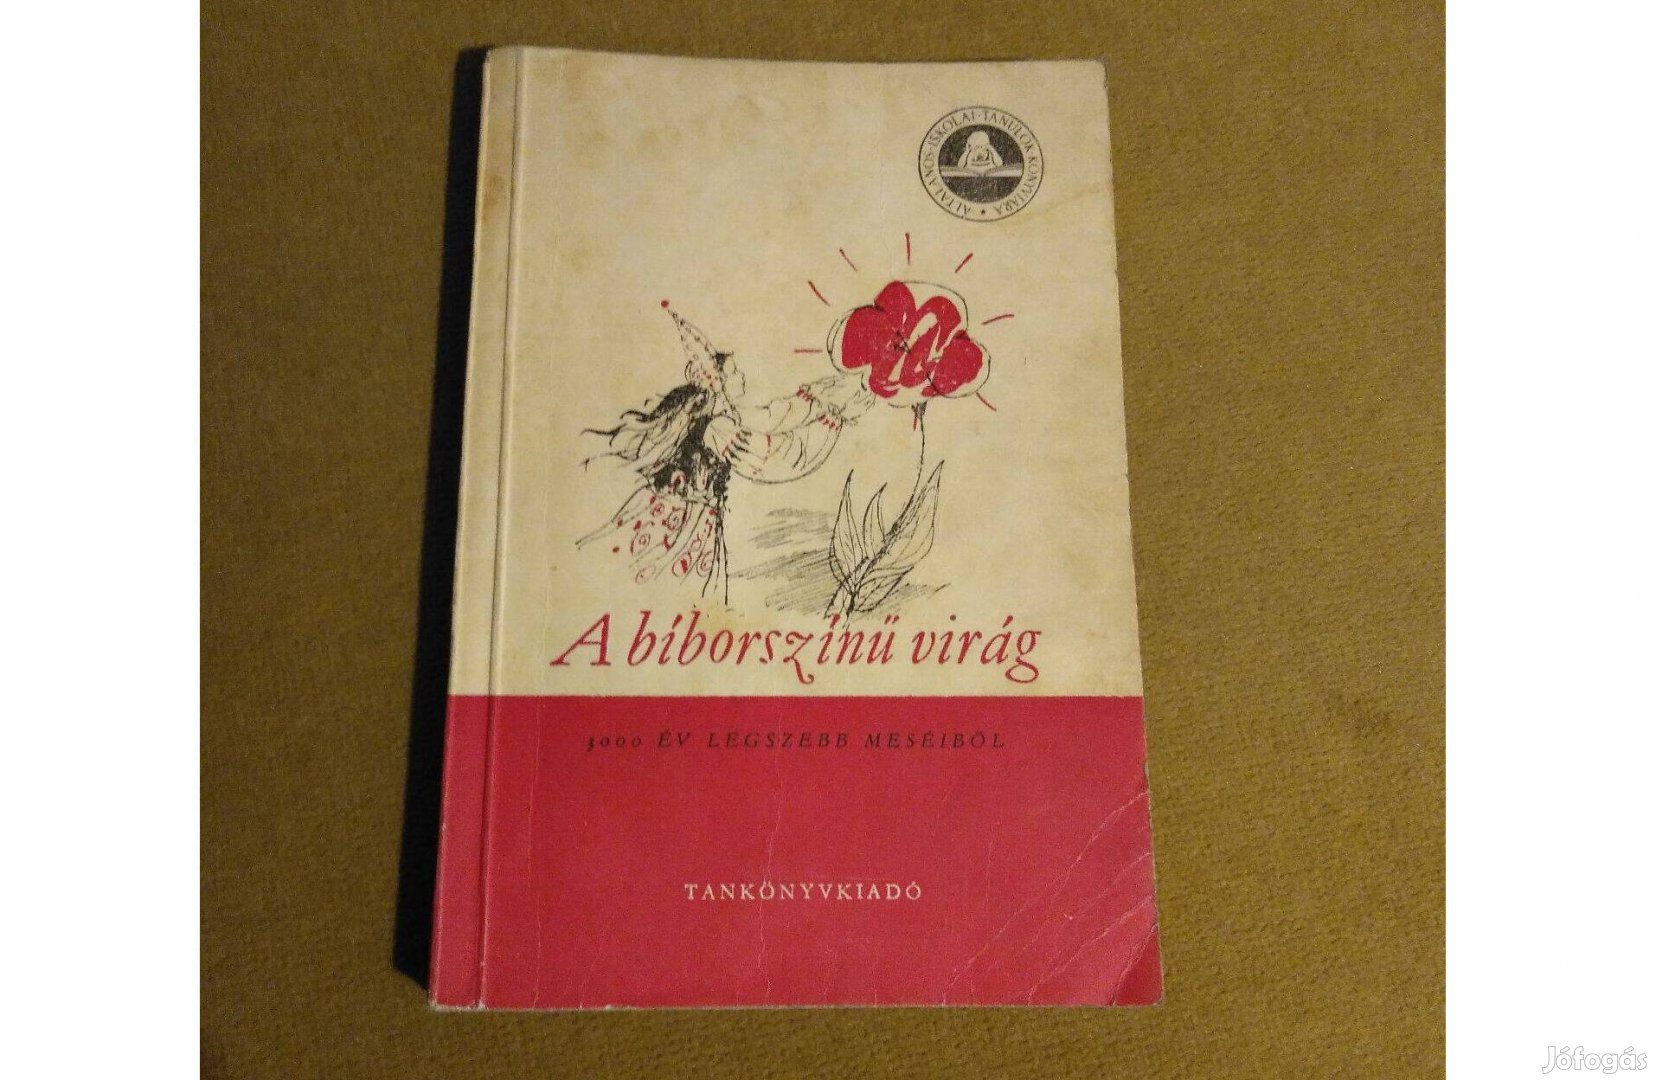 ÁLTALÁNOS · ISKOLAI · TANULÓK KÖNYVTÁRA ★
A bíborszínű virág
3000 ÉV LEGSZEBB MESÉIBŐL
TANKÖNYVKIADÓ
Jófogás